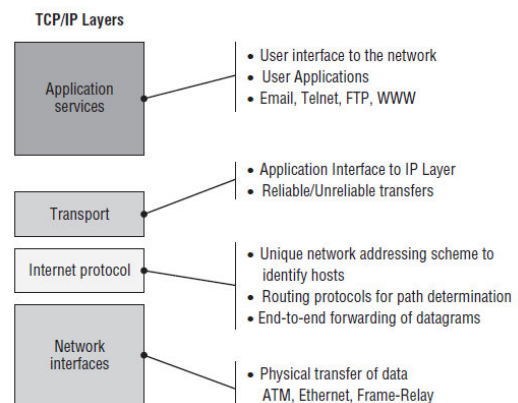 TCP/IP Layers
Application
services
• User interface to the network
• User Applications
• Email, Telnet, FTP, WWW
Transport
• Application Interface to IP Layer
• Reliable/Unreliable transfers
Internet protocol
• Unique network addressing scheme to
identify hosts
• Routing protocols for path determination
• End-to-end forwarding of datagrams
Network
interfaces
• Physical transfer of data
ATM, Ethernet, Frame-Relay